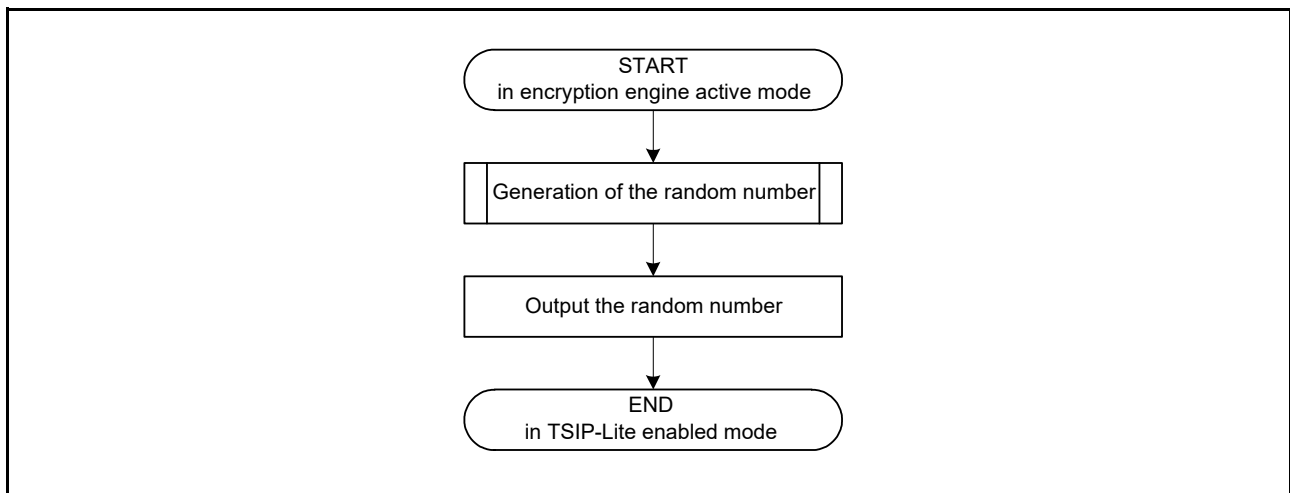 START
in encryption engine active mode
Generation of the random number
Output the random number
END
in TSIP-Lite enabled mode